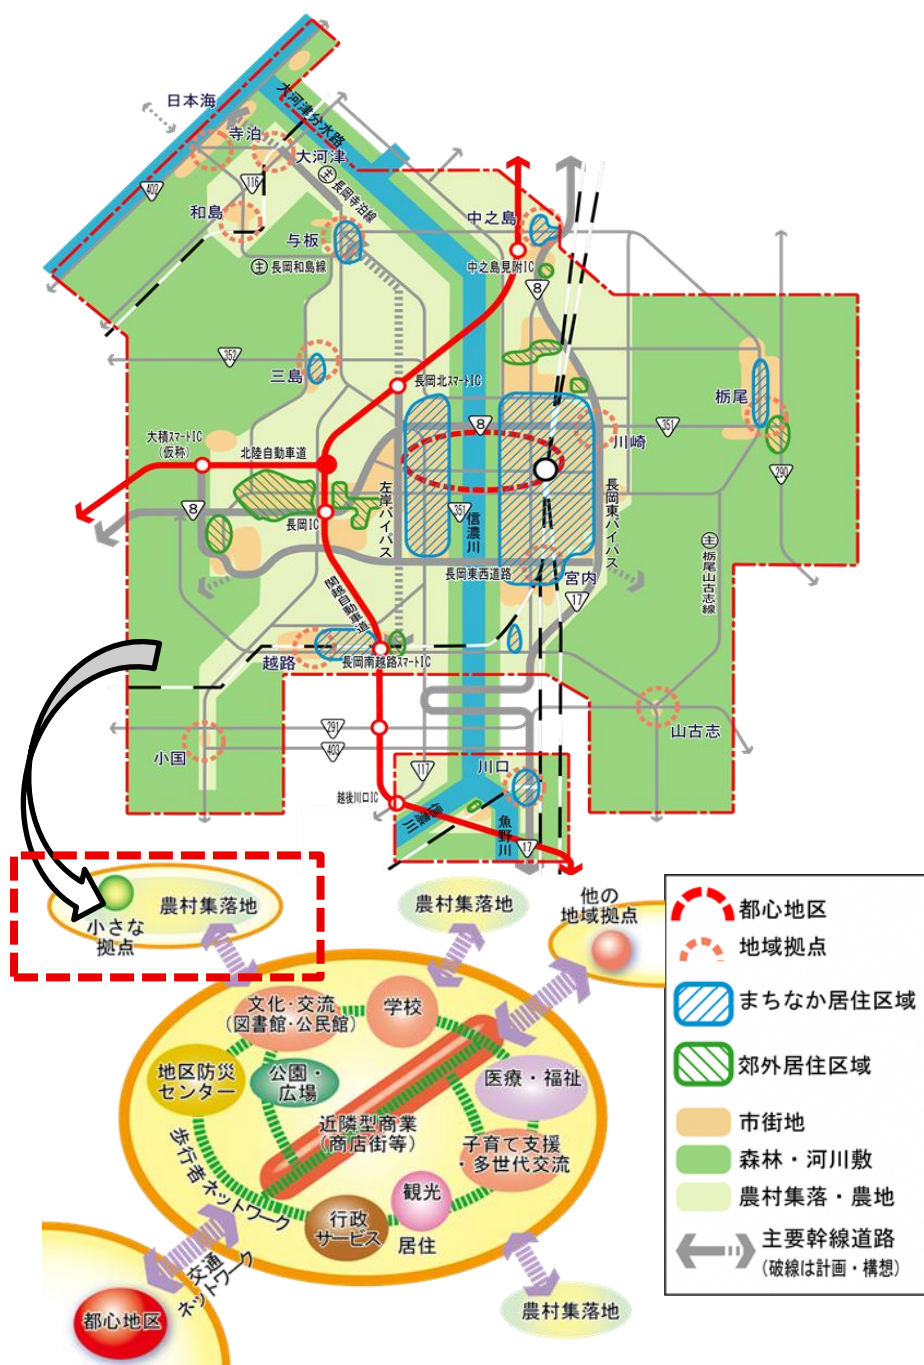 日本海
大河津分水路
寺泊
大河津
402
116
主 長岡寺泊線
和島
与板
主 長岡和島線
中之島
中之島見附IC
8
352
三島
長岡北スマートIC
栃尾
大積スマートIC
(仮称)
北陸自動車道
8
川崎
351
290
8
長岡IC
左岸バイパス
351
信濃川
長岡東バイパス
長岡東西道路
宮内
17
主 栃尾山古志線
関越自動車道
越路
長岡南越路スマートIC
小国
291
403
山古志
117
川口
越後川口IC
信濃川
魚野川
17
小さな
拠点
農村集落地
農村集落地
他の
地域拠点
文化・交流
(図書館・公民館)
学校
地区防災
センター
公園・
広場
医療・福祉
近隣型商業
(商店街等)
子育て支援
・多世代交流
歩行者ネットワーク
観光
行政
サービス
居住
交通
ネットワーク
都心地区
農村集落地
都心地区
地域拠点
まちなか居住区域
郊外居住区域
市街地
森林・河川敷
農村集落・農地
主要幹線道路
(破線は計画・構想)